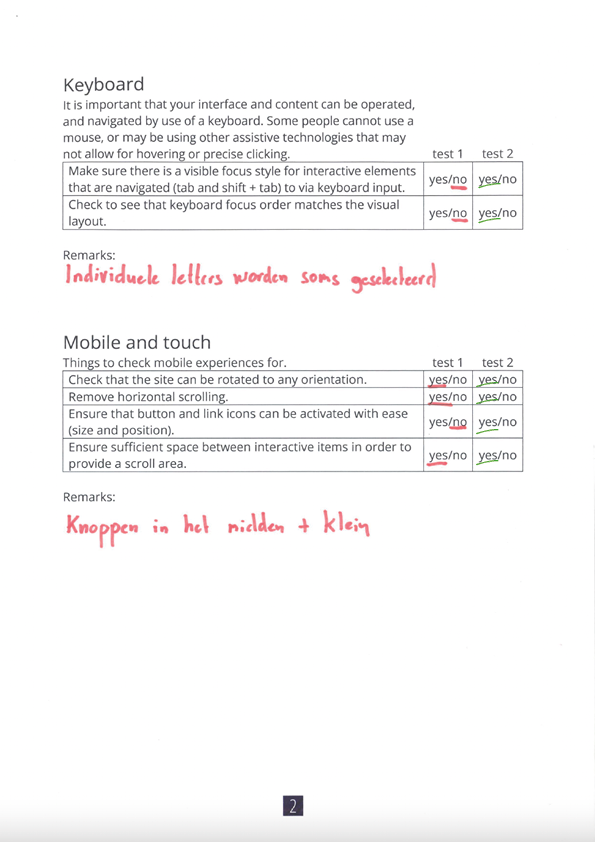 Keyboard
It is important that your interface and content can be operated,
and navigated by use of a keyboard. Some people cannot use a
mouse, or may be using other assistive technologies that may
not allow for hovering or precise clicking. test 1 test 2
Make sure there is a visible focus style for interactive elements
that are navigated (tab and shift + tab) to via keyboard input. yes/no yes/no
Check to see that keyboard focus order matches the visual
layout. yes/no yes/no
Remarks:
Individuele letters worden soms geselecteerd
Mobile and touch
Things to check mobile experiences for. test 1 test 2
Check that the site can be rotated to any orientation. yes/no yes/no
Remove horizontal scrolling. yes/no yes/no
Ensure that button and link icons can be activated with ease
(size and position). yes/no yes/no
Ensure sufficient space between interactive items in order to
provide a scroll area. yes/no yes/no
Remarks:
Knoppen in het midden + klein
2